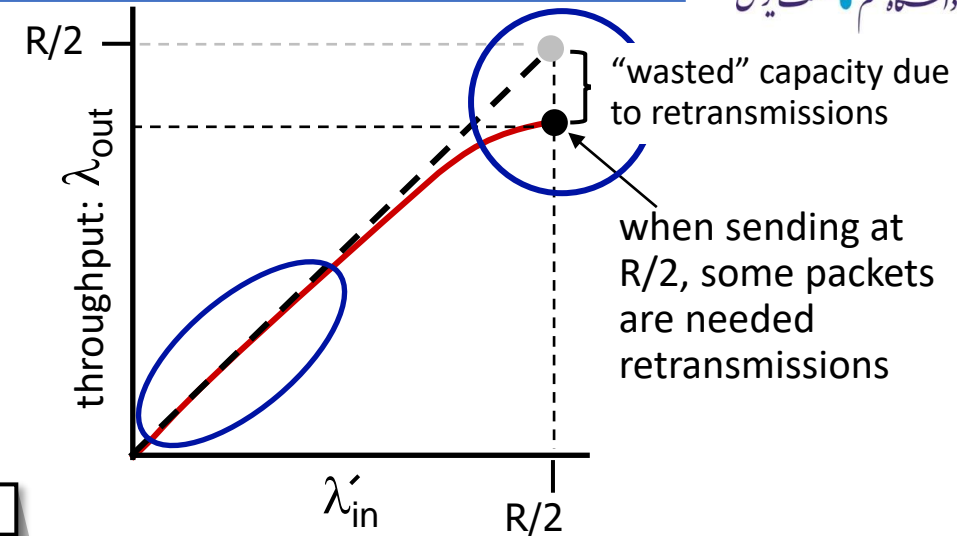 R/2
“wasted” capacity due
to retransmissions
throughput: λout
when sending at
R/2, some packets
are needed
retransmissions
λ′in
R/2